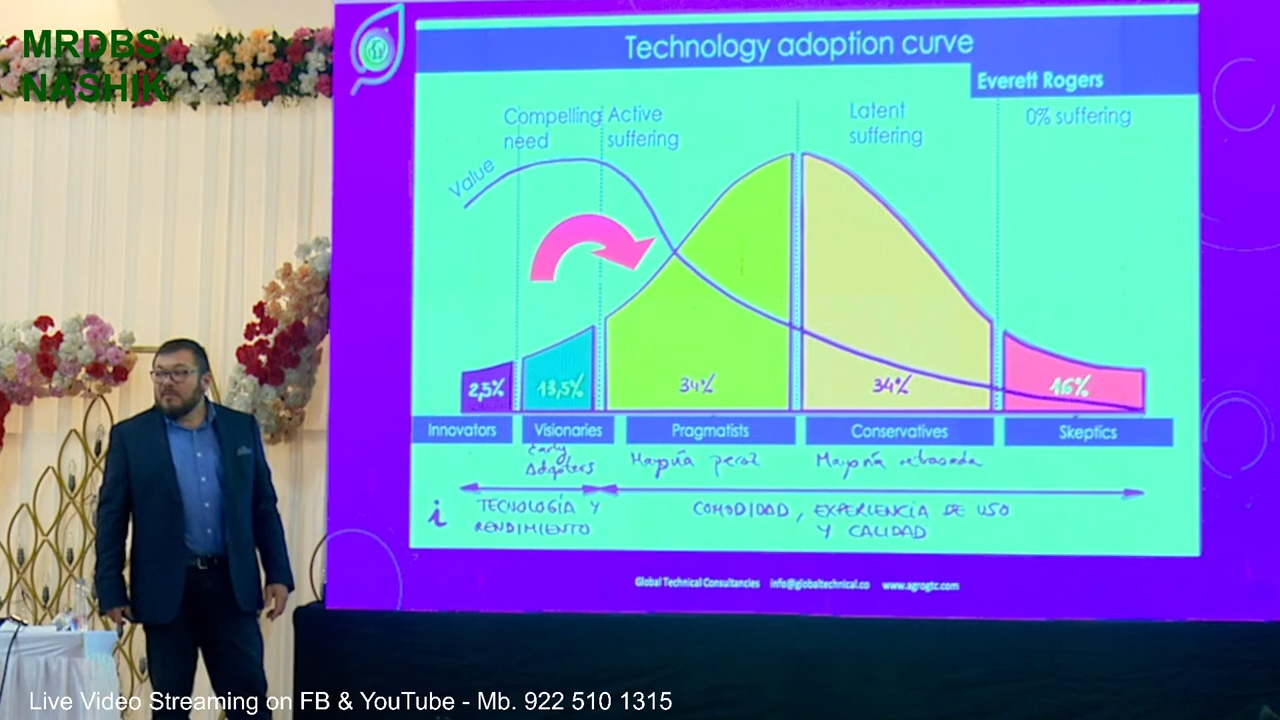 MRDBS
NASHIK
Technology adoption curve
Everett Rogers
Compelling need
Active suffering
Latent suffering
0% suffering
Value
2,5%
13,5%
34%
34%
16%
Innovators
Visionaries
Pragmatists
Conservatives
Skeptics
Early
Adopters
Mayoría
Mayoría
TECNOLOGÍA Y
RENDIMIENTO
COMODIDAD, EXPERIENCIA DE USO
Y CALIDAD
i
Global Technical Consultancies info@globaltechnical.co www.agrogtc.com
Live Video Streaming on FB & YouTube - Mb. 922 510 1315